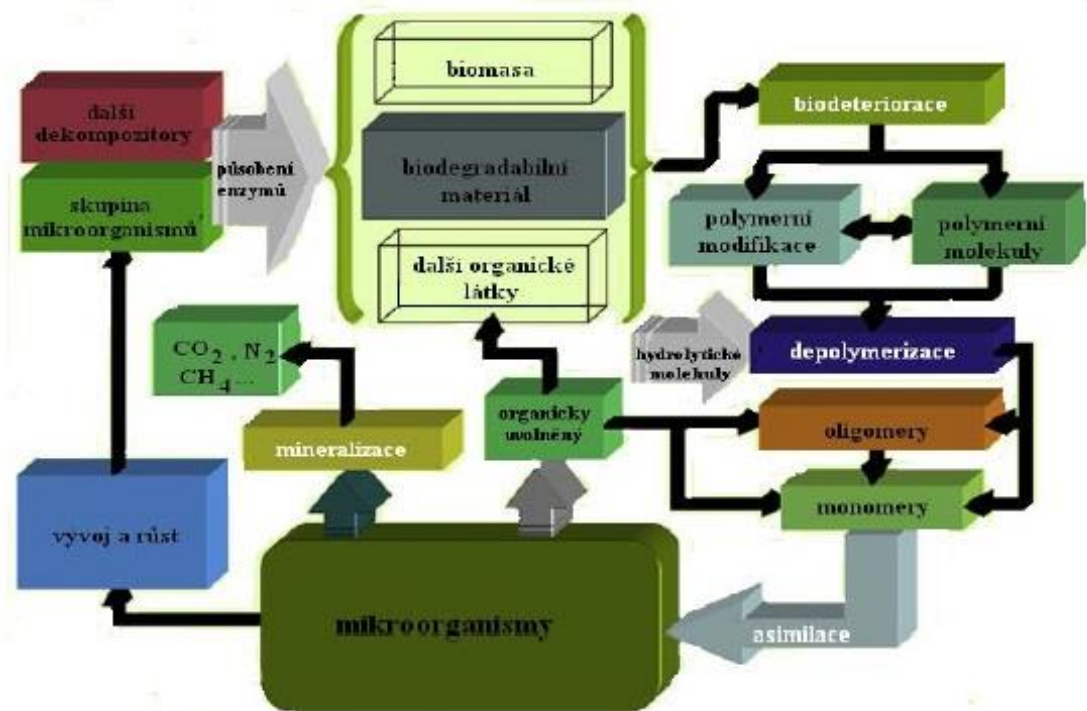 biomasa
další
dekompozitory
působení
enzymů
skupina
mikroorganismů
biodegradabilní
materiál
další organické
látky
biodeteriorace
polymerní
modifikace
polymerní
molekuly
hydrolytické
molekuly
depolymerizace
CO2 , N2
CH4 ...
mineralizace
organicky
uvolněný
oligomery
monomery
vývoj a růst
mikroorganismy
asimilace